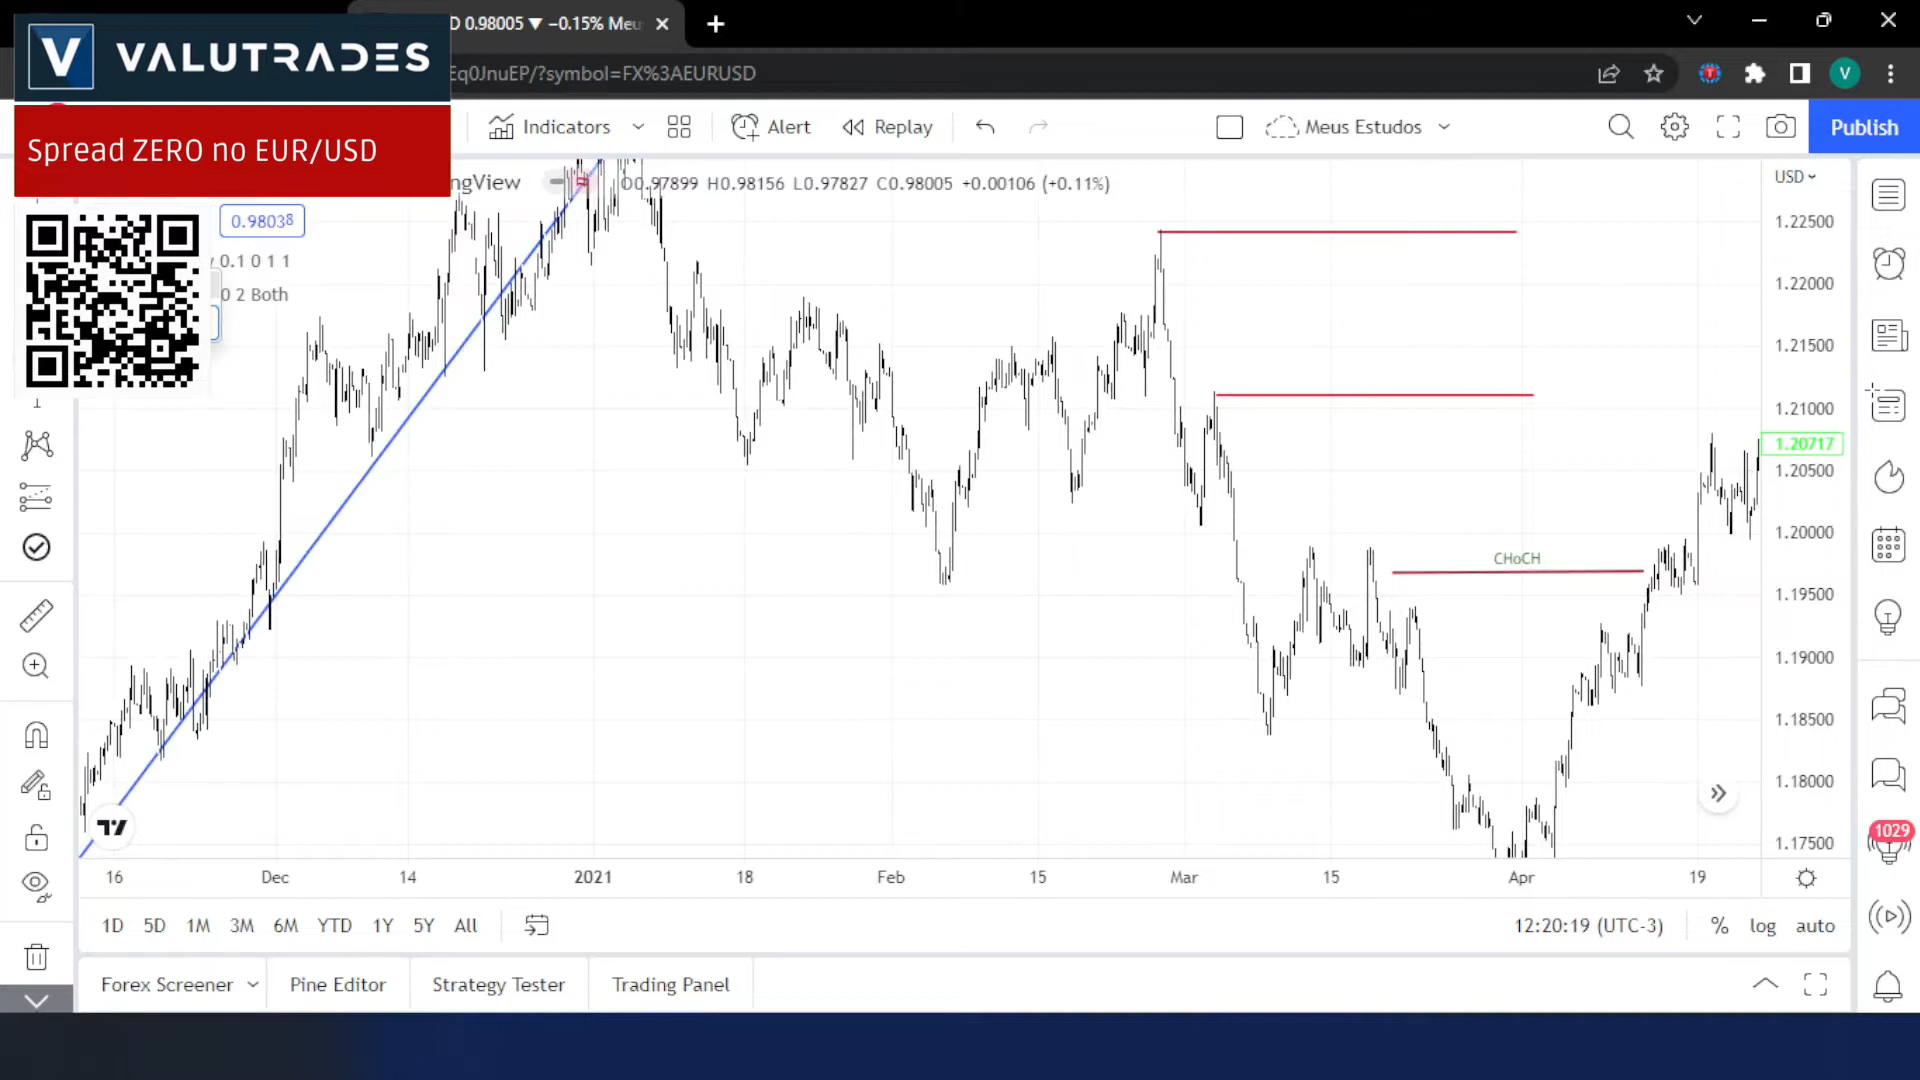 VALUTRADES
D 0.98005 ▼ −0.15% Meu
Eq0JnuEP/?symbol=FX%3AEURUSD
V
Spread ZERO no EUR/USD
Indicators
Alert
Replay
Meus Estudos
Publish
ngView
O0.97899 H0.98156 L0.97827 C0.98005 +0.00106 (+0.11%)
USD
0.98038
0.1 0 1 1
0 2 Both
1.22500
1.22000
1.21500
1.21000
1.20717
1.20500
1.20000
CHoCH
1.19500
1.19000
1.18500
1.18000
1.17500
1029
16 Dec 14 2021 18 Feb 15 Mar 15 Apr 19
1D 5D 1M 3M 6M YTD 1Y 5Y All
12:20:19 (UTC-3) % log auto
Forex Screener Pine Editor Strategy Tester Trading Panel